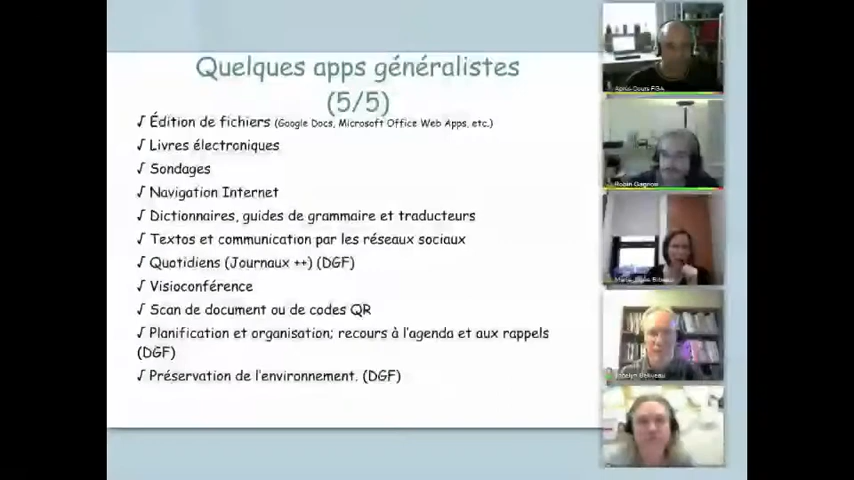 Quelques apps généralistes
(5/5)
√ Édition de fichiers (Google Docs, Microsoft Office Web Apps, etc.)
√ Livres électroniques
√ Sondages
√ Navigation Internet
√ Dictionnaires, guides de grammaire et traducteurs
√ Textos et communication par les réseaux sociaux
√ Quotidiens (Journaux ++) (DGF)
√ Visioconférence
√ Scan de document ou de codes QR
√ Planification et organisation; recours à l'agenda et aux rappels
(DGF)
√ Préservation de l'environnement. (DGF)
Après-Cours FGA
Robin Gagnon